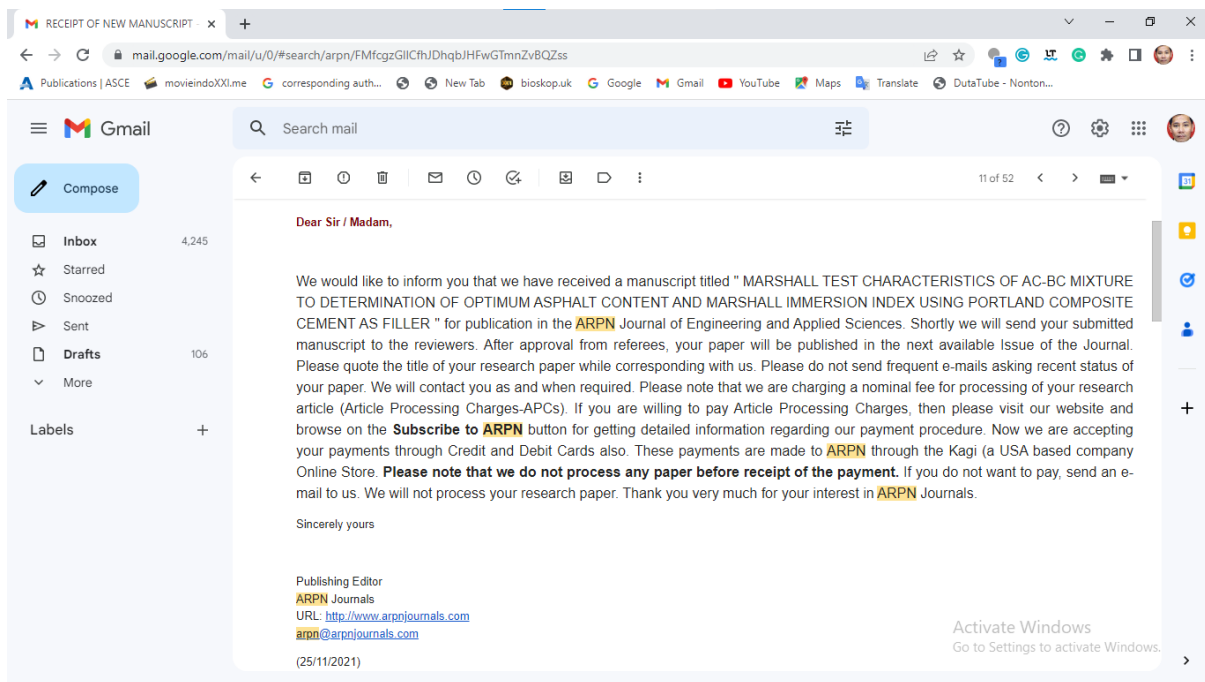 RECEIPT OF NEW MANUSCRIPT -
mail.google.com/mail/u/0/#search/arpn/FMfcgzGllCfhJDhqbJHFwGTmnZvBQZss
Publications | ASCE movieindoXXI.me corresponding auth... New Tab bioskop.uk Google Gmail YouTube Maps Translate DutaTube - Nonton...
Gmail
Search mail
Compose
11 of 52
Inbox 4,245
Starred
Snoozed
Sent
Drafts 106
More
Labels
Dear Sir / Madam,
We would like to inform you that we have received a manuscript titled " MARSHALL TEST CHARACTERISTICS OF AC-BC MIXTURE
TO DETERMINATION OF OPTIMUM ASPHALT CONTENT AND MARSHALL IMMERSION INDEX USING PORTLAND COMPOSITE
CEMENT AS FILLER " for publication in the ARPN Journal of Engineering and Applied Sciences. Shortly we will send your submitted
manuscript to the reviewers. After approval from referees, your paper will be published in the next available Issue of the Journal.
Please quote the title of your research paper while corresponding with us. Please do not send frequent e-mails asking recent status of
your paper. We will contact you as and when required. Please note that we are charging a nominal fee for processing of your research
article (Article Processing Charges-APCs). If you are willing to pay Article Processing Charges, then please visit our website and
browse on the Subscribe to ARPN button for getting detailed information regarding our payment procedure. Now we are accepting
your payments through Credit and Debit Cards also. These payments are made to ARPN through the Kagi (a USA based company
Online Store. Please note that we do not process any paper before receipt of the payment. If you do not want to pay, send an e-
mail to us. We will not process your research paper. Thank you very much for your interest in ARPN Journals.
Sincerely yours
Publishing Editor
ARPN Journals
URL: http://www.arpnjournals.com
arpn@arpnjournals.com
(25/11/2021)
Activate Windows
Go to Settings to activate Windows.